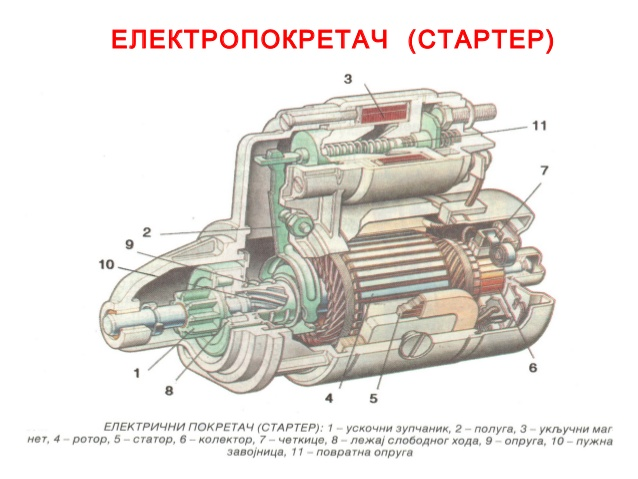 ЕЛЕКТРОПОКРЕТАЧ (СТАРТЕР)
3
11
7
2
9
10
1
8
4
5
6
ЕЛЕКТРИЧНИ ПОКРЕТАЧ (СТАРТЕР): 1 – ускочни зупчаник, 2 – полуга, 3 – укључни маг
нет, 4 – ротор, 5 – статор, 6 – колектор, 7 – четкице, 8 – лежај слободног хода, 9 – опруга, 10 – пужна
завојница, 11 – повратна опруга